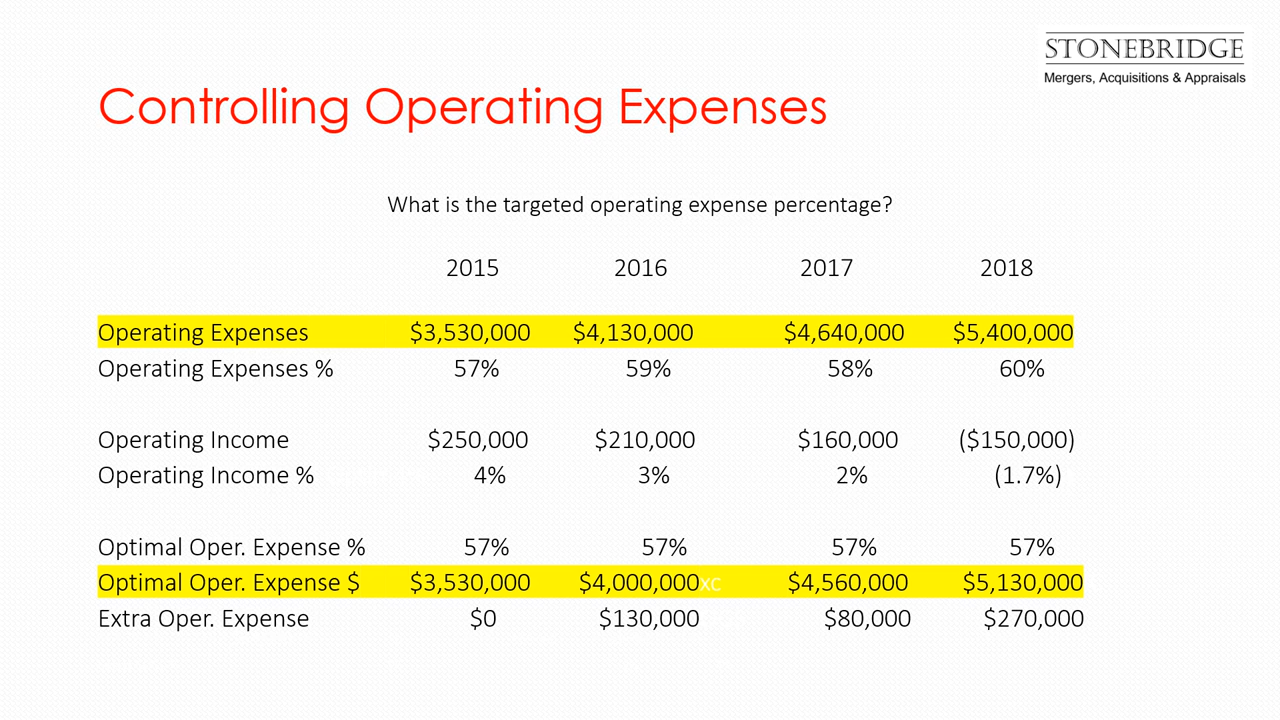 STONEBRIDGE
Mergers, Acquisitions & Appraisals
Controlling Operating Expenses
What is the targeted operating expense percentage?
2015 2016 2017 2018
Operating Expenses $3,530,000 $4,130,000 $4,640,000 $5,400,000
Operating Expenses % 57% 59% 58% 60%
Operating Income $250,000 $210,000 $160,000 ($150,000)
Operating Income % 4% 3% 2% (1.7%)
Optimal Oper. Expense % 57% 57% 57% 57%
Optimal Oper. Expense $ $3,530,000 $4,000,000xc $4,560,000 $5,130,000
Extra Oper. Expense $0 $130,000 $80,000 $270,000